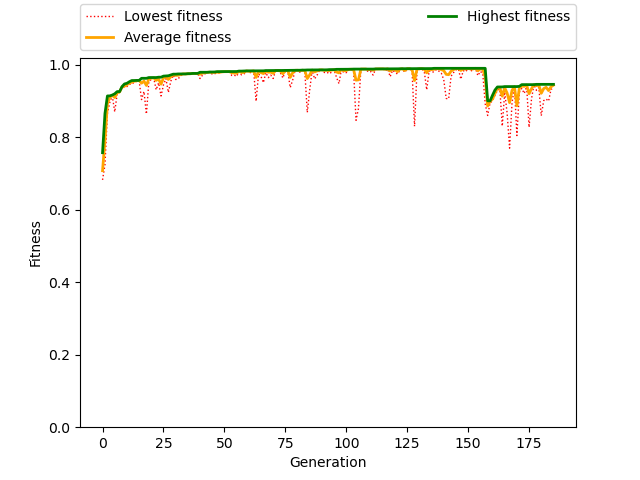 Lowest fitness
Average fitness
Highest fitness
1.0
0.8
0.6
0.4
0.2
0.0
Fitness
0 25 50 75 100 125 150 175
Generation